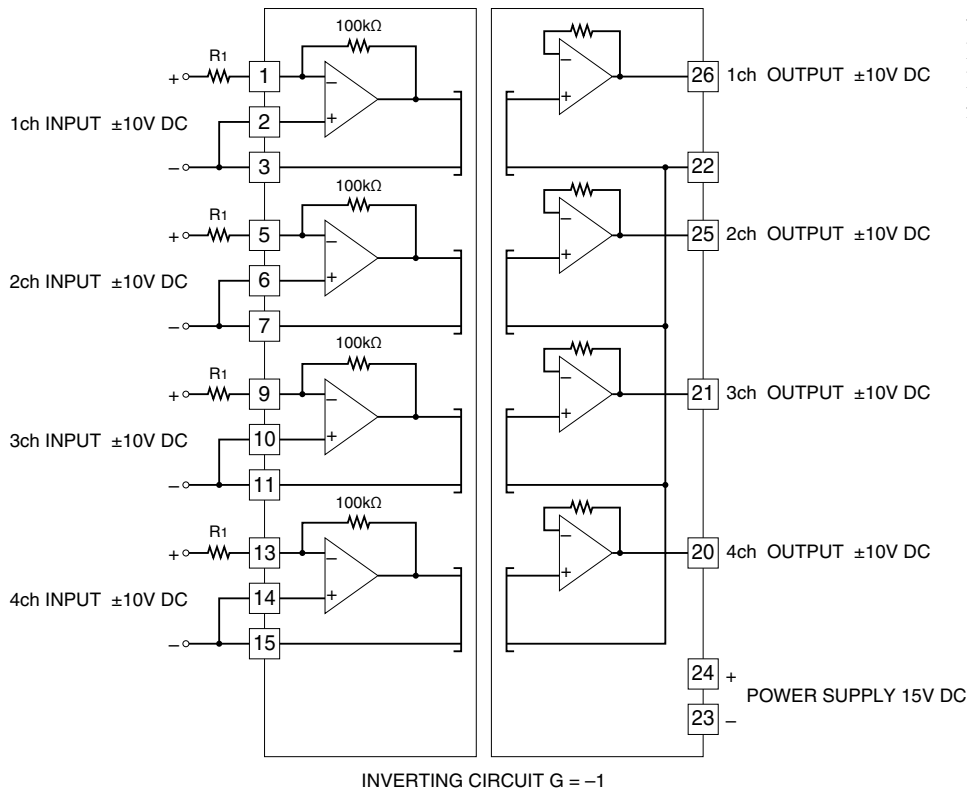 100kΩ
R1
+
1
–
26
1ch OUTPUT ±10V DC
1ch INPUT ±10V DC
2
+
–
3
22
100kΩ
R1
+
5
–
25
2ch OUTPUT ±10V DC
2ch INPUT ±10V DC
6
+
–
7
100kΩ
R1
+
9
–
21
3ch OUTPUT ±10V DC
3ch INPUT ±10V DC
10
+
–
11
100kΩ
R1
+
13
–
20
4ch OUTPUT ±10V DC
4ch INPUT ±10V DC
14
+
–
15
24 +
POWER SUPPLY 15V DC
23 –
INVERTING CIRCUIT G = –1